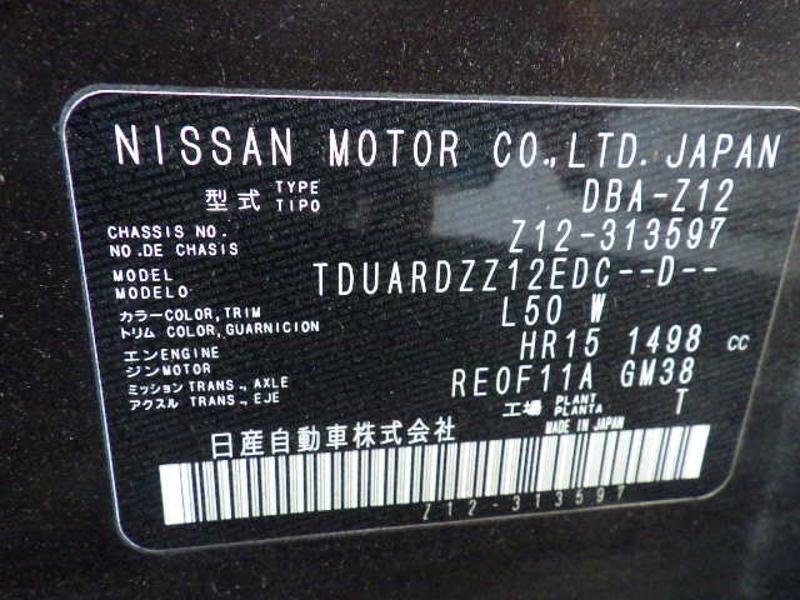 NISSAN MOTOR CO.,LTD. JAPAN
型式 TYPE TIPO DBA-Z12
CHASSIS NO. Z12-313597
NO.DE CHASIS
MODEL TDUARDZZ12EDC--D--
MODELO
カラーCOLOR,TRIM L50 W
トリム COLOR,GUARNICION
エンENGINE HR15 1498 cc
ジンMOTOR
ミッション TRANS.,AXLE RE0F11A GM38
アクスル TRANS.,EJE
工場 PLANT PLANTA T
日産自動車株式会社 MADE IN JAPAN
Z12-313597